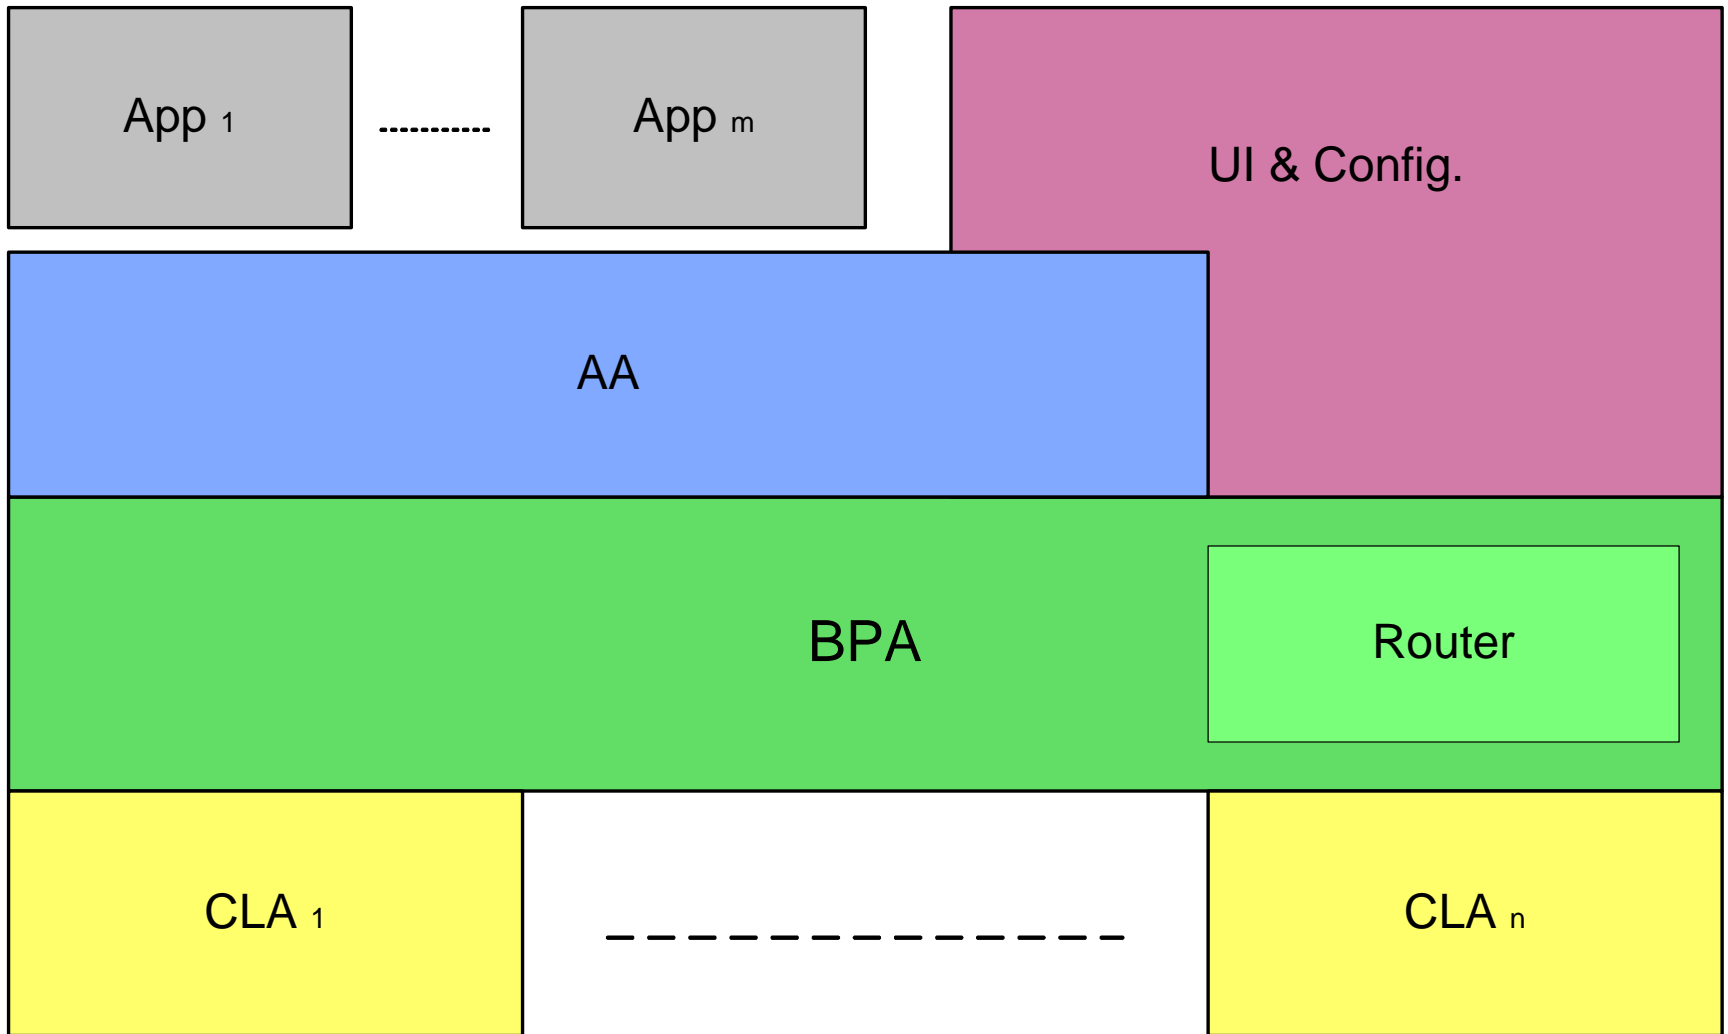 App 1
App m
UI & Config.
AA
BPA
Router
CLA 1
CLA n